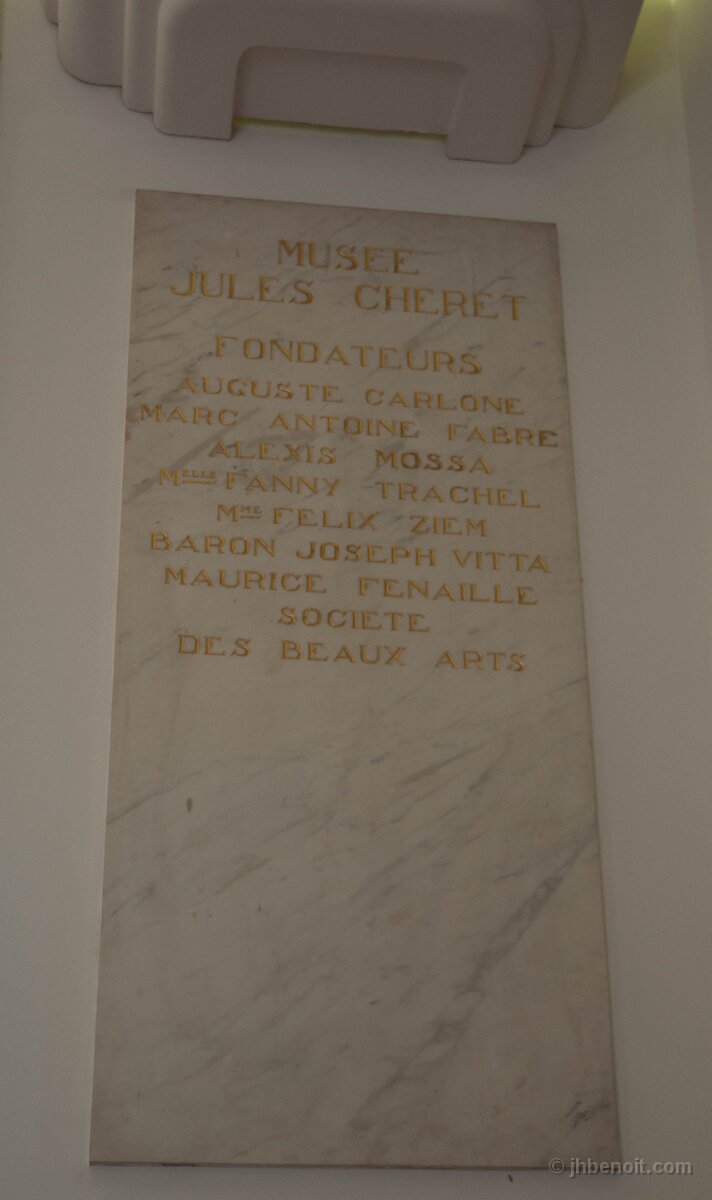 MUSEE
JULES CHERET
FONDATEURS
AUGUSTE CARLONE
MARC ANTOINE FABRE
ALEXIS MOSSA
MELLE FANNY TRACHEL
MME FELIX ZIEM
BARON JOSEPH VITTA
MAURICE FENAILLE
SOCIETE
DES BEAUX ARTS
© jhbenoit.com